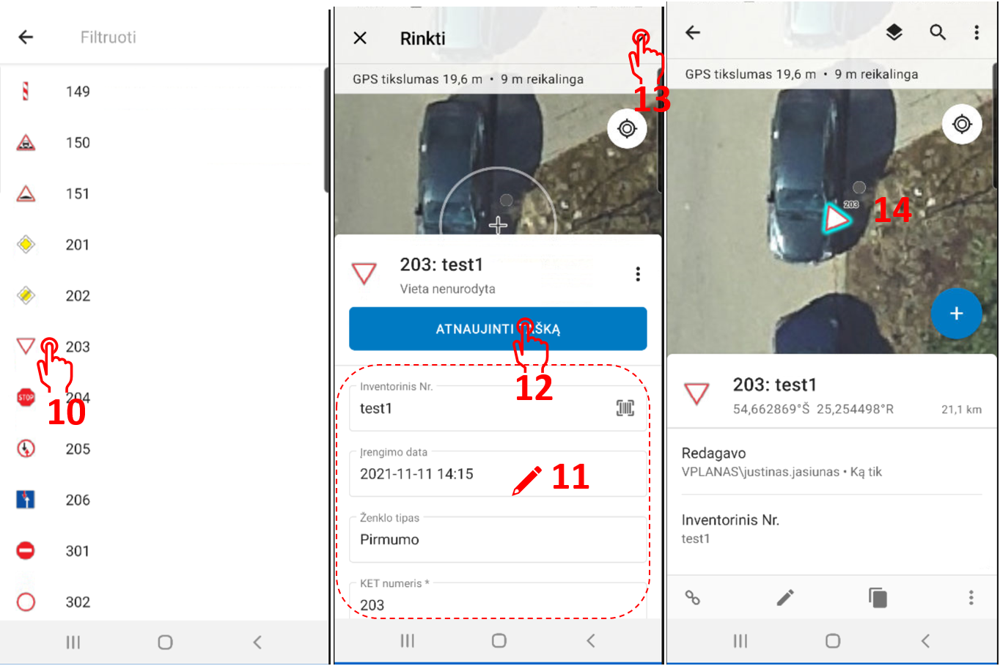 Filtruoti
149
150
151
201
202
203
10
204
STOP
205
206
301
302
Rinkti
13
GPS tikslumas 19,6 m • 9 m reikalinga
203: test1
Vieta nenurodyta
ATNAUJINTI TAŠKĄ
12
Inventorinis Nr.
test1
Įrengimo data
2021-11-11 14:15
11
Ženklo tipas
Pirmumo
KET numeris *
203
GPS tikslumas 19,6 m • 9 m reikalinga
203
14
203: test1
54,662869°Š 25,254498°R
21,1 km
Redagavo
VPLANAS\justinas.jasiunas • Ką tik
Inventorinis Nr.
test1